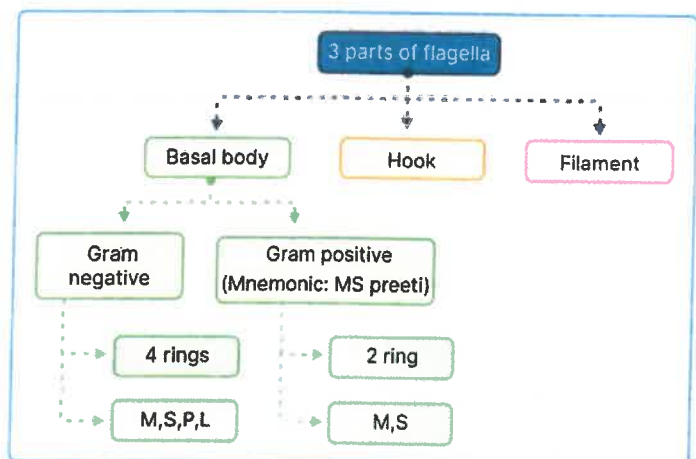 3 parts of flagella
Basal body
Hook
Filament
Gram
negative
Gram positive
(Mnemonic: MS preeti)
4 rings
2 ring
M,S,P,L
M,S